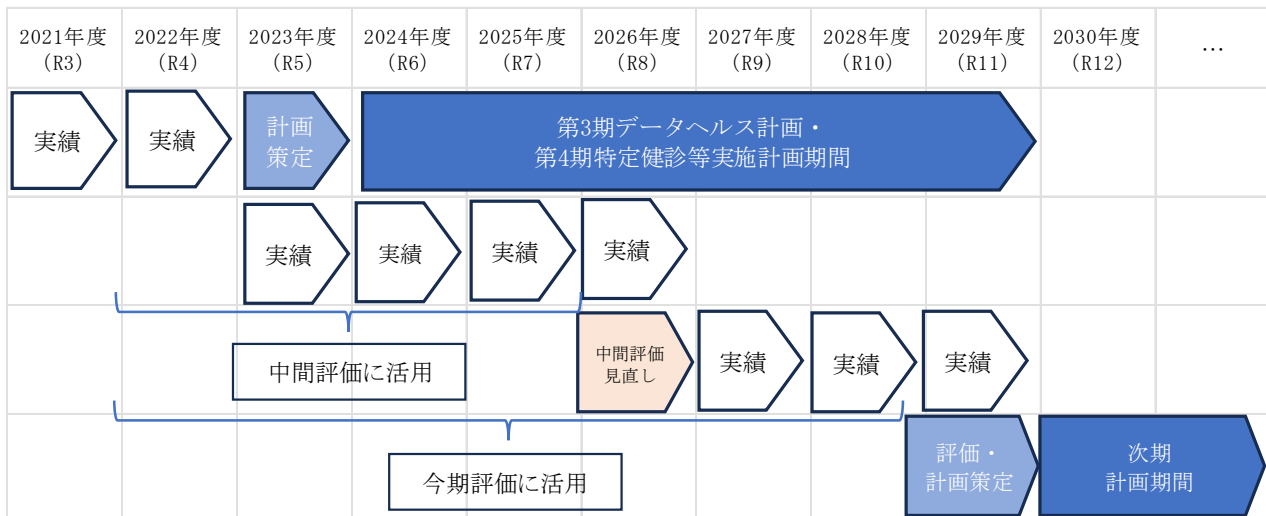 2021年度
(R3)
2022年度
(R4)
2023年度
(R5)
2024年度
(R6)
2025年度
(R7)
2026年度
(R8)
2027年度
(R9)
2028年度
(R10)
2029年度
(R11)
2030年度
(R12)
…
実績
実績
計画
策定
第3期データヘルス計画・
第4期特定健診等実施計画期間
実績
実績
実績
実績
中間評価に活用
中間評価
見直し
実績
実績
実績
今期評価に活用
評価・
計画策定
次期
計画期間